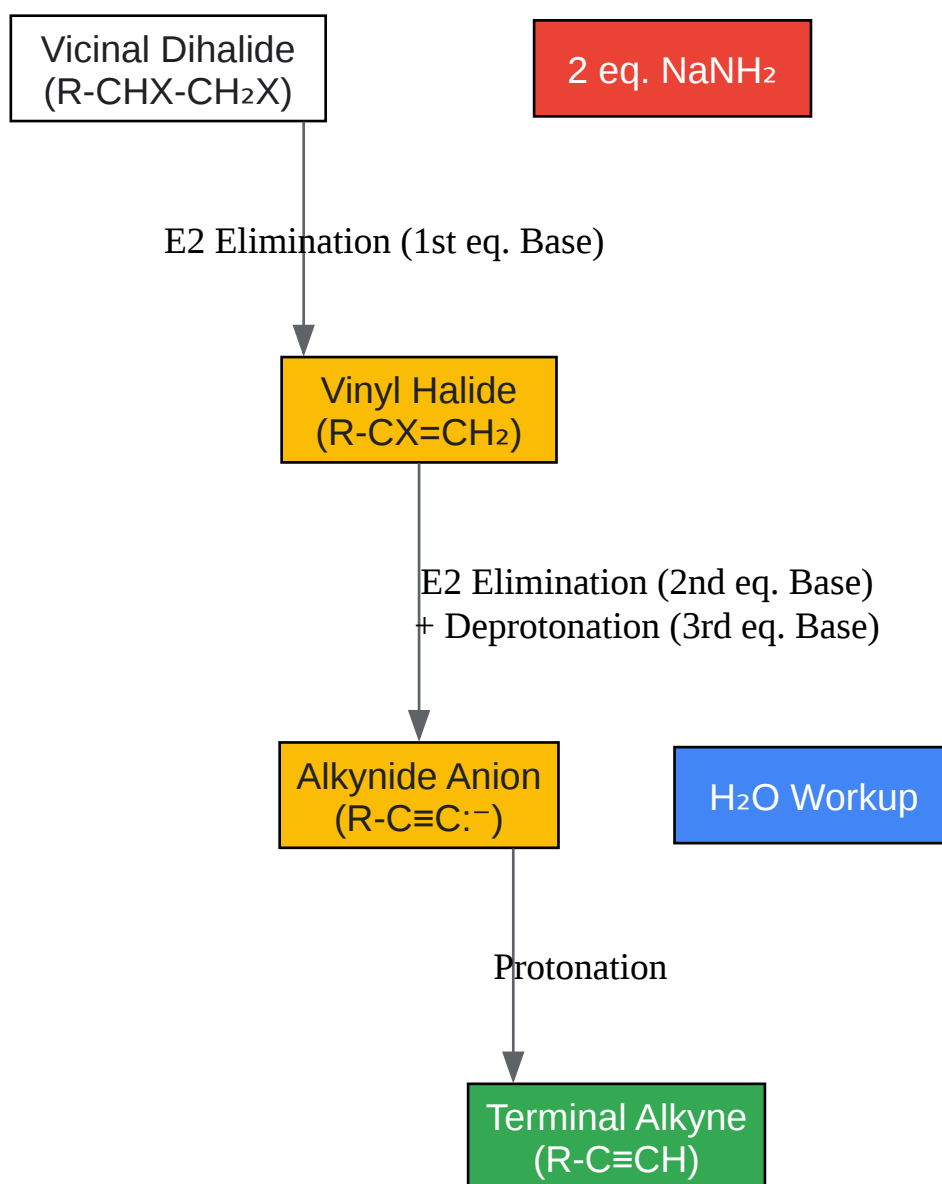 Vicinal Dihalide
(R-CHX-CH₂X)
2 eq. NaNH₂
E2 Elimination (1st eq. Base)
Vinyl Halide
(R-CX=CH₂)
E2 Elimination (2nd eq. Base)
+ Deprotonation (3rd eq. Base)
Alkynide Anion
(R-C≡C:⁻)
H₂O Workup
Protonation
Terminal Alkyne
(R-C≡CH)